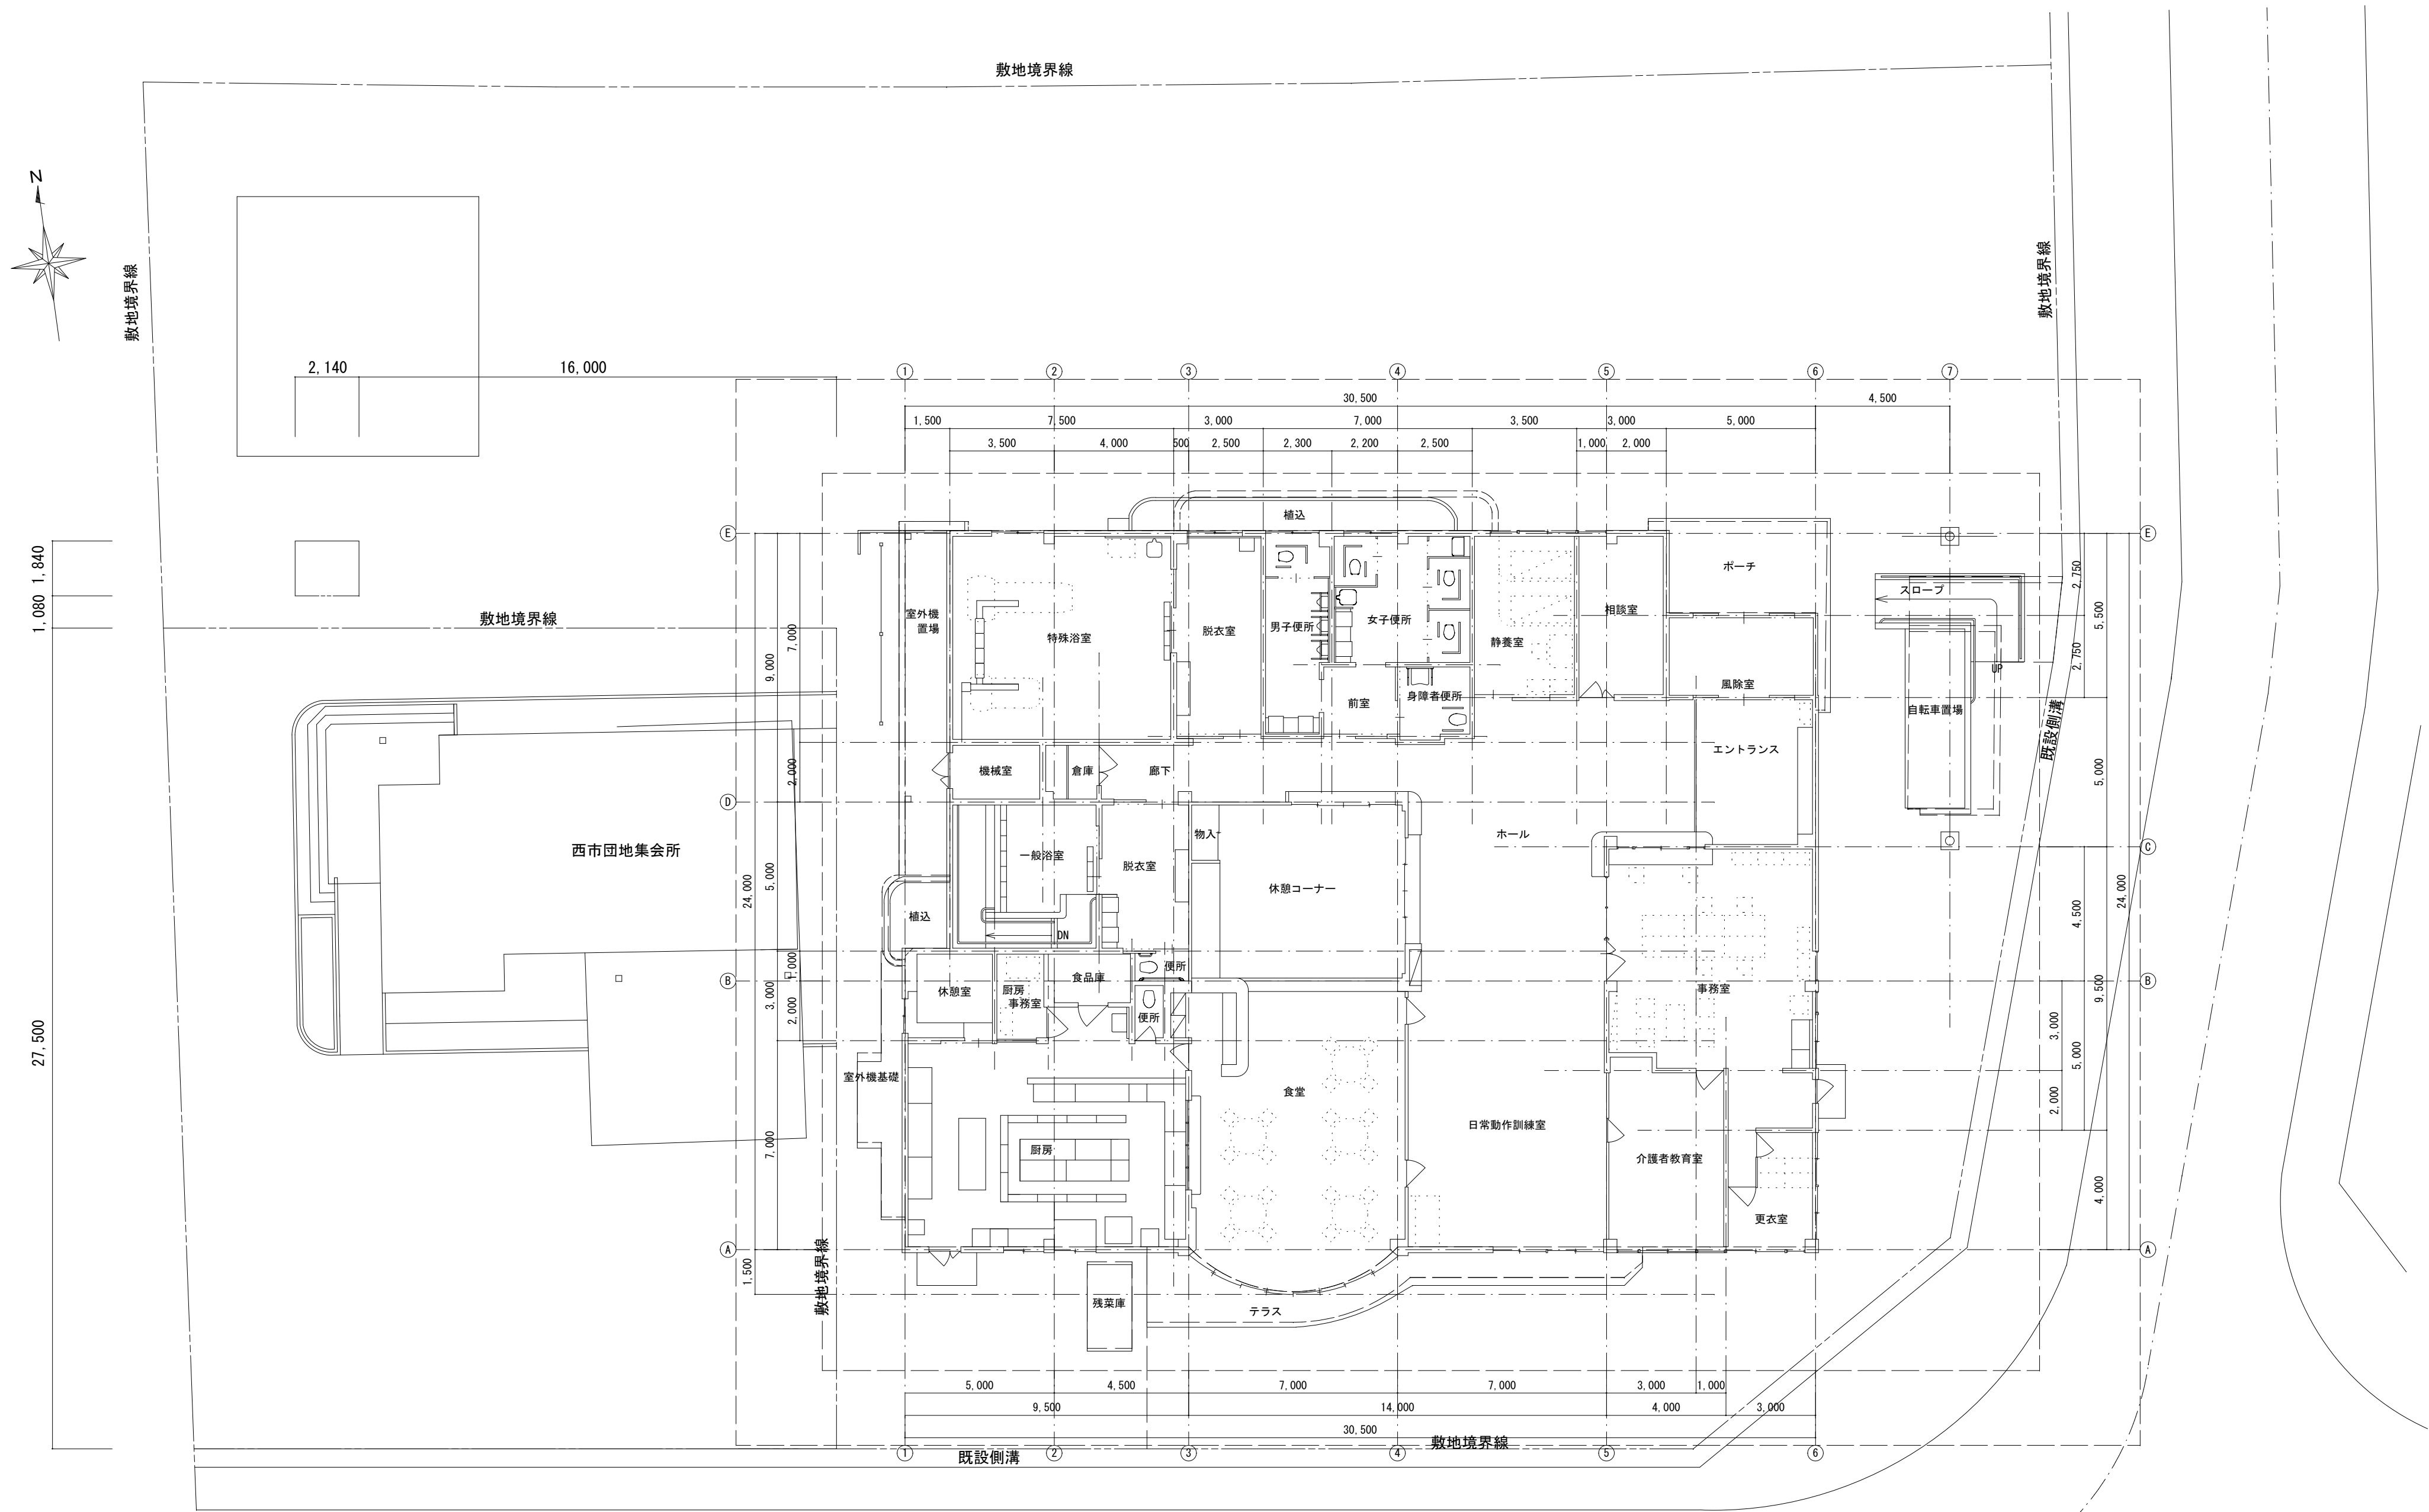 敷地境界線
N
敷地境界線
敷地境界線
2,140
16,000
① ② ③ ④ ⑤ ⑥ ⑦
30,500
4,500
1,500
7,500
3,000
7,000
3,500
3,000
5,000
3,500
4,000
500
2,500
2,300
2,200
2,500
1,000
2,000
植込
Ⓔ
Ⓔ
1,840
1,080
27,500
敷地境界線
ポーチ
スロープ
UP
2,750
5,500
2,750
室外機
置場
特殊浴室
脱衣室
男子便所
女子便所
静養室
相談室
7,000
9,000
風除室
身障者便所
前室
自転車置場
既設側溝
エントランス
機械室
倉庫
廊下
2,000
5,000
Ⓓ
物入
ホール
西市団地集会所
一般浴室
脱衣室
休憩コーナー
Ⓒ
24,000
5,000
24,000
4,500
植込
DN
1,000
食品庫
便所
Ⓑ
Ⓑ
休憩室
厨房
事務室
便所
事務室
9,500
3,000
2,000
3,000
5,000
2,000
室外機基礎
食堂
日常動作訓練室
厨房
介護者教育室
7,000
4,000
更衣室
Ⓐ
Ⓐ
1,500
敷地境界線
残菜庫
テラス
5,000
4,500
7,000
7,000
3,000
1,000
9,500
14,000
4,000
3,000
30,500
敷地境界線
① ② ③ ④ ⑤ ⑥
既設側溝